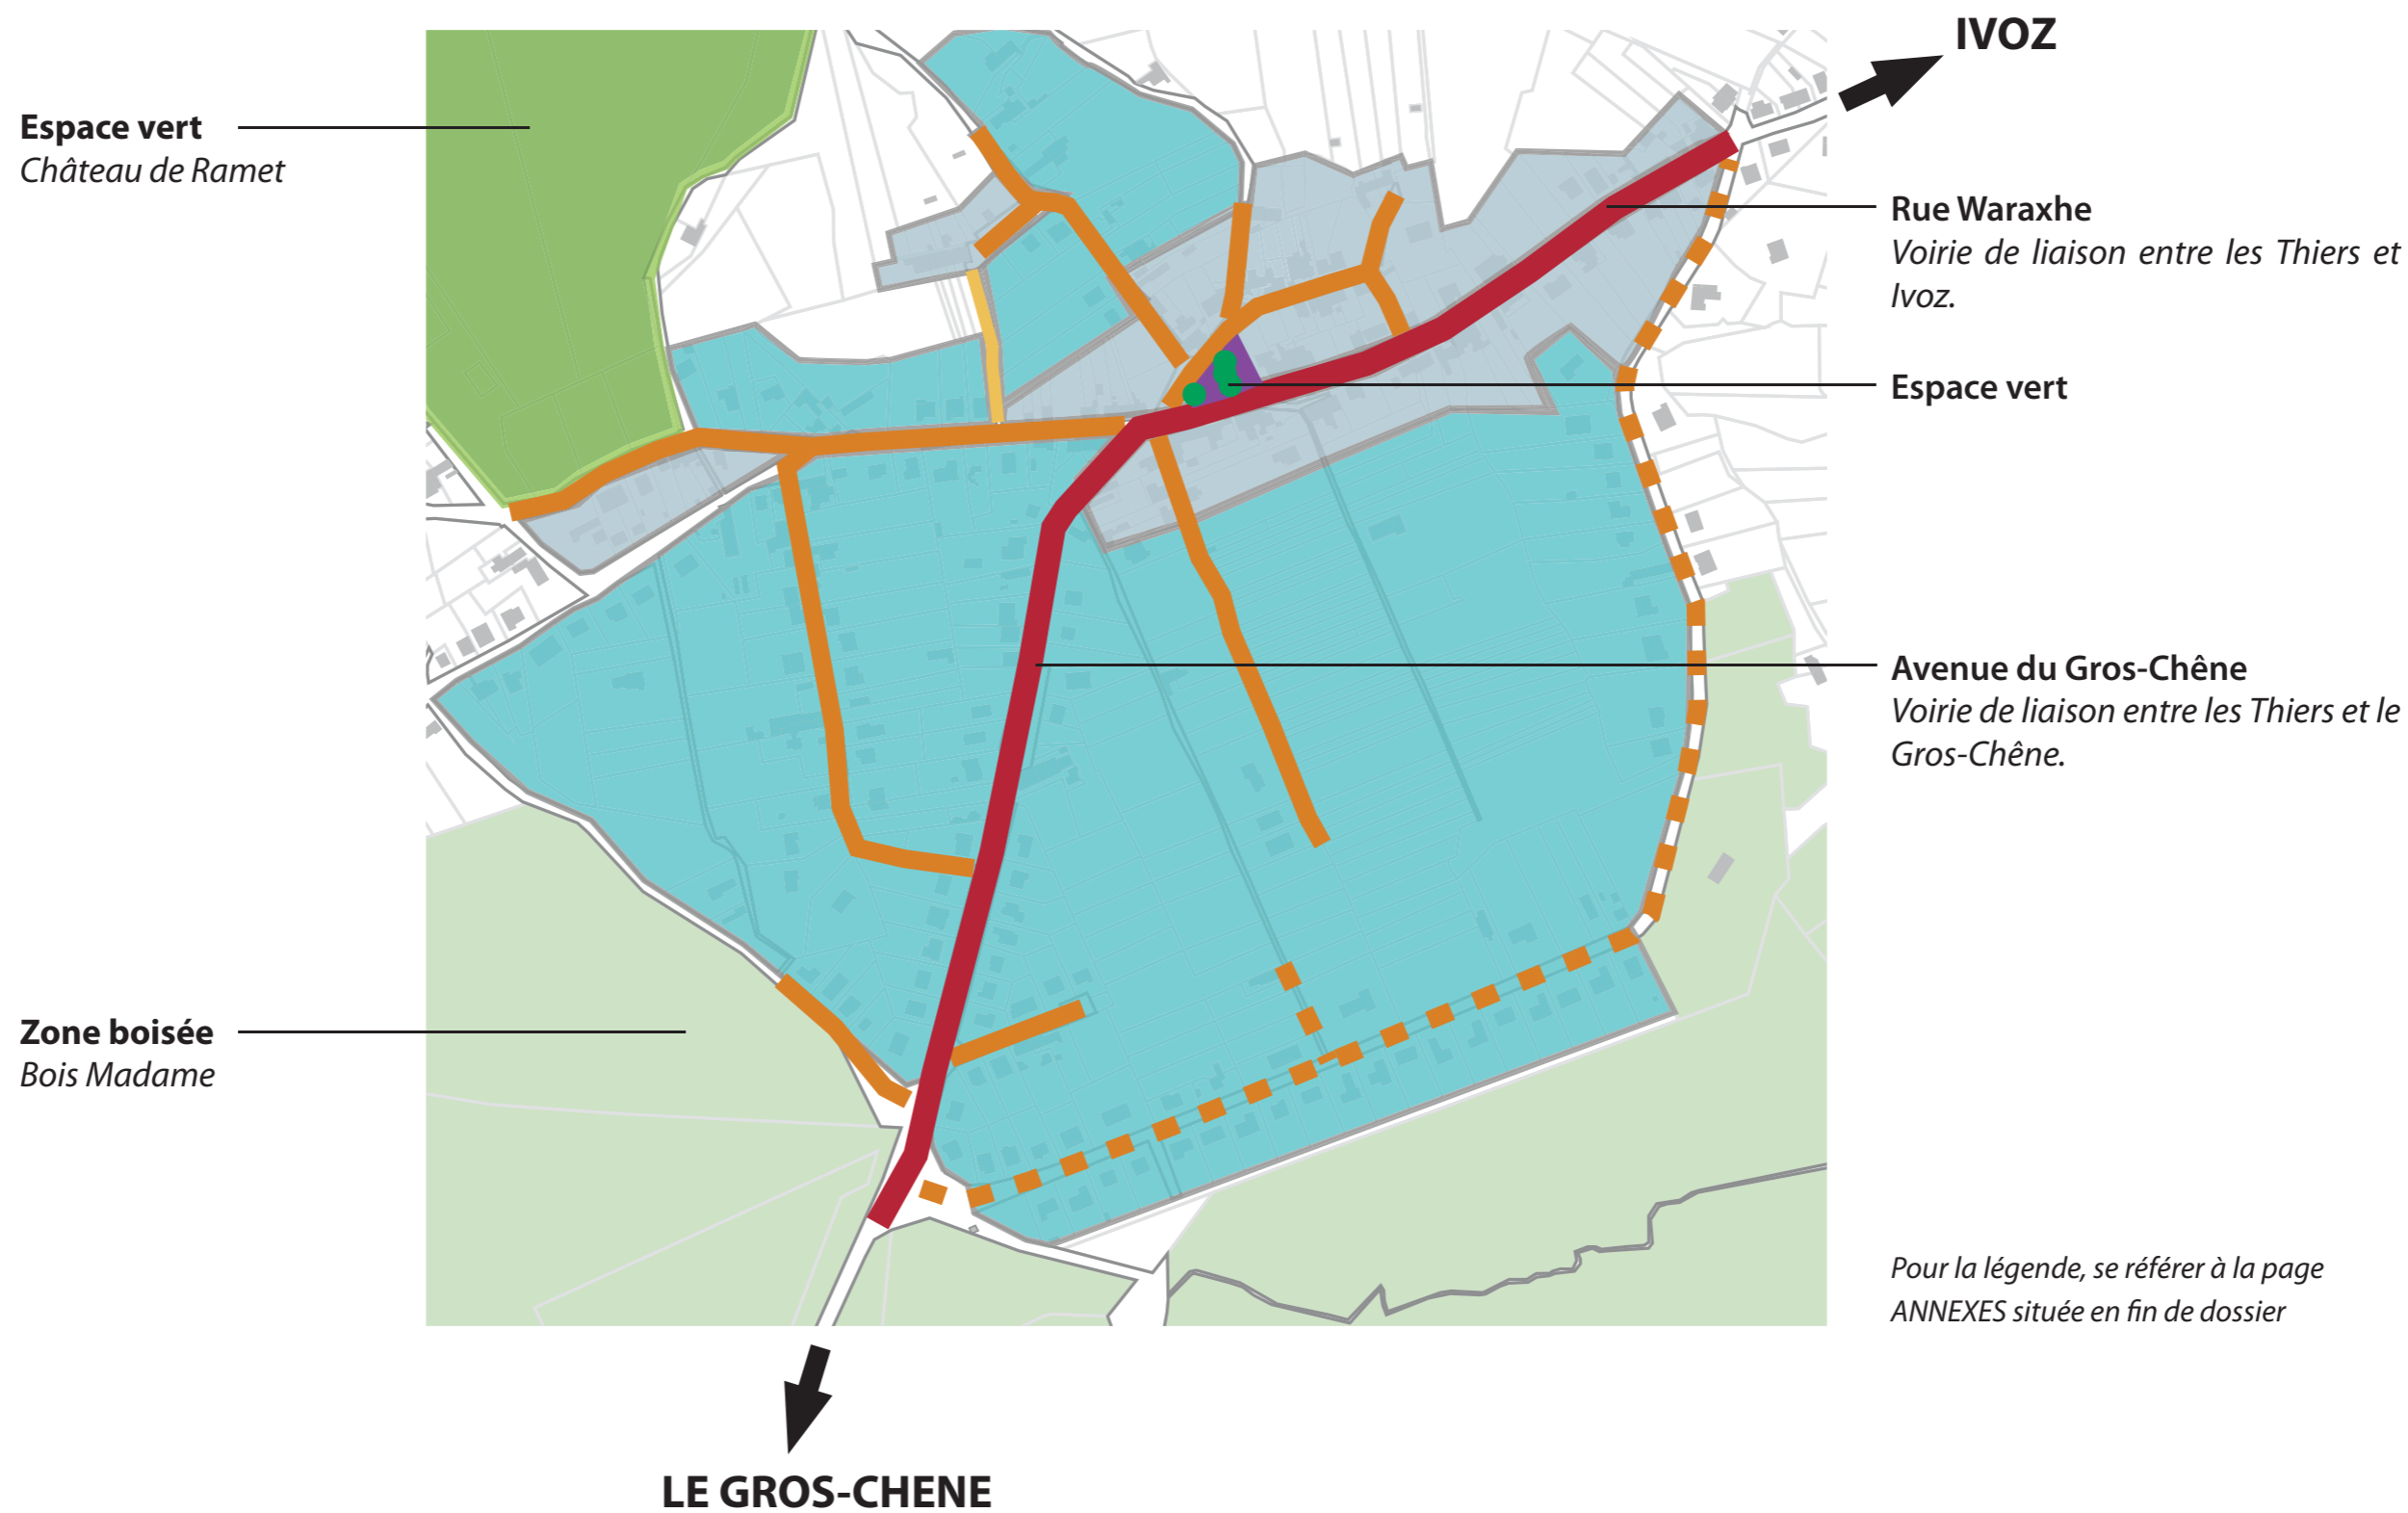 IVOZ
Espace vert
Château de Ramet
Rue Waraxhe
Voirie de liaison entre les Thiers et
Ivoz.
Espace vert
Avenue du Gros-Chêne
Voirie de liaison entre les Thiers et le
Gros-Chêne.
Zone boisée
Bois Madame
Pour la légende, se référer à la page
ANNEXES située en fin de dossier
LE GROS-CHENE